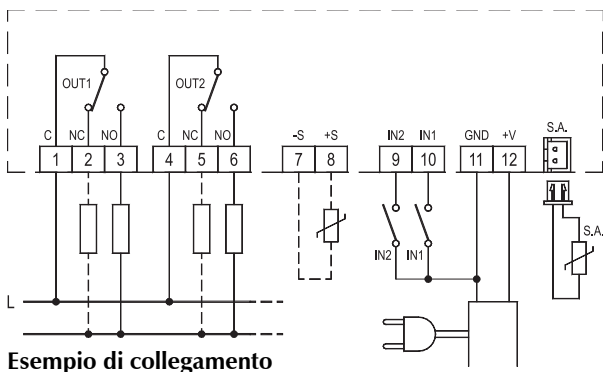 OUT1 OUT2
C NC NO C NC NO -S +S IN2 IN1 GND +V S.A.
1 2 3 4 5 6 7 8 9 10 11 12
S.A.
IN2 IN1
L
Esempio di collegamento